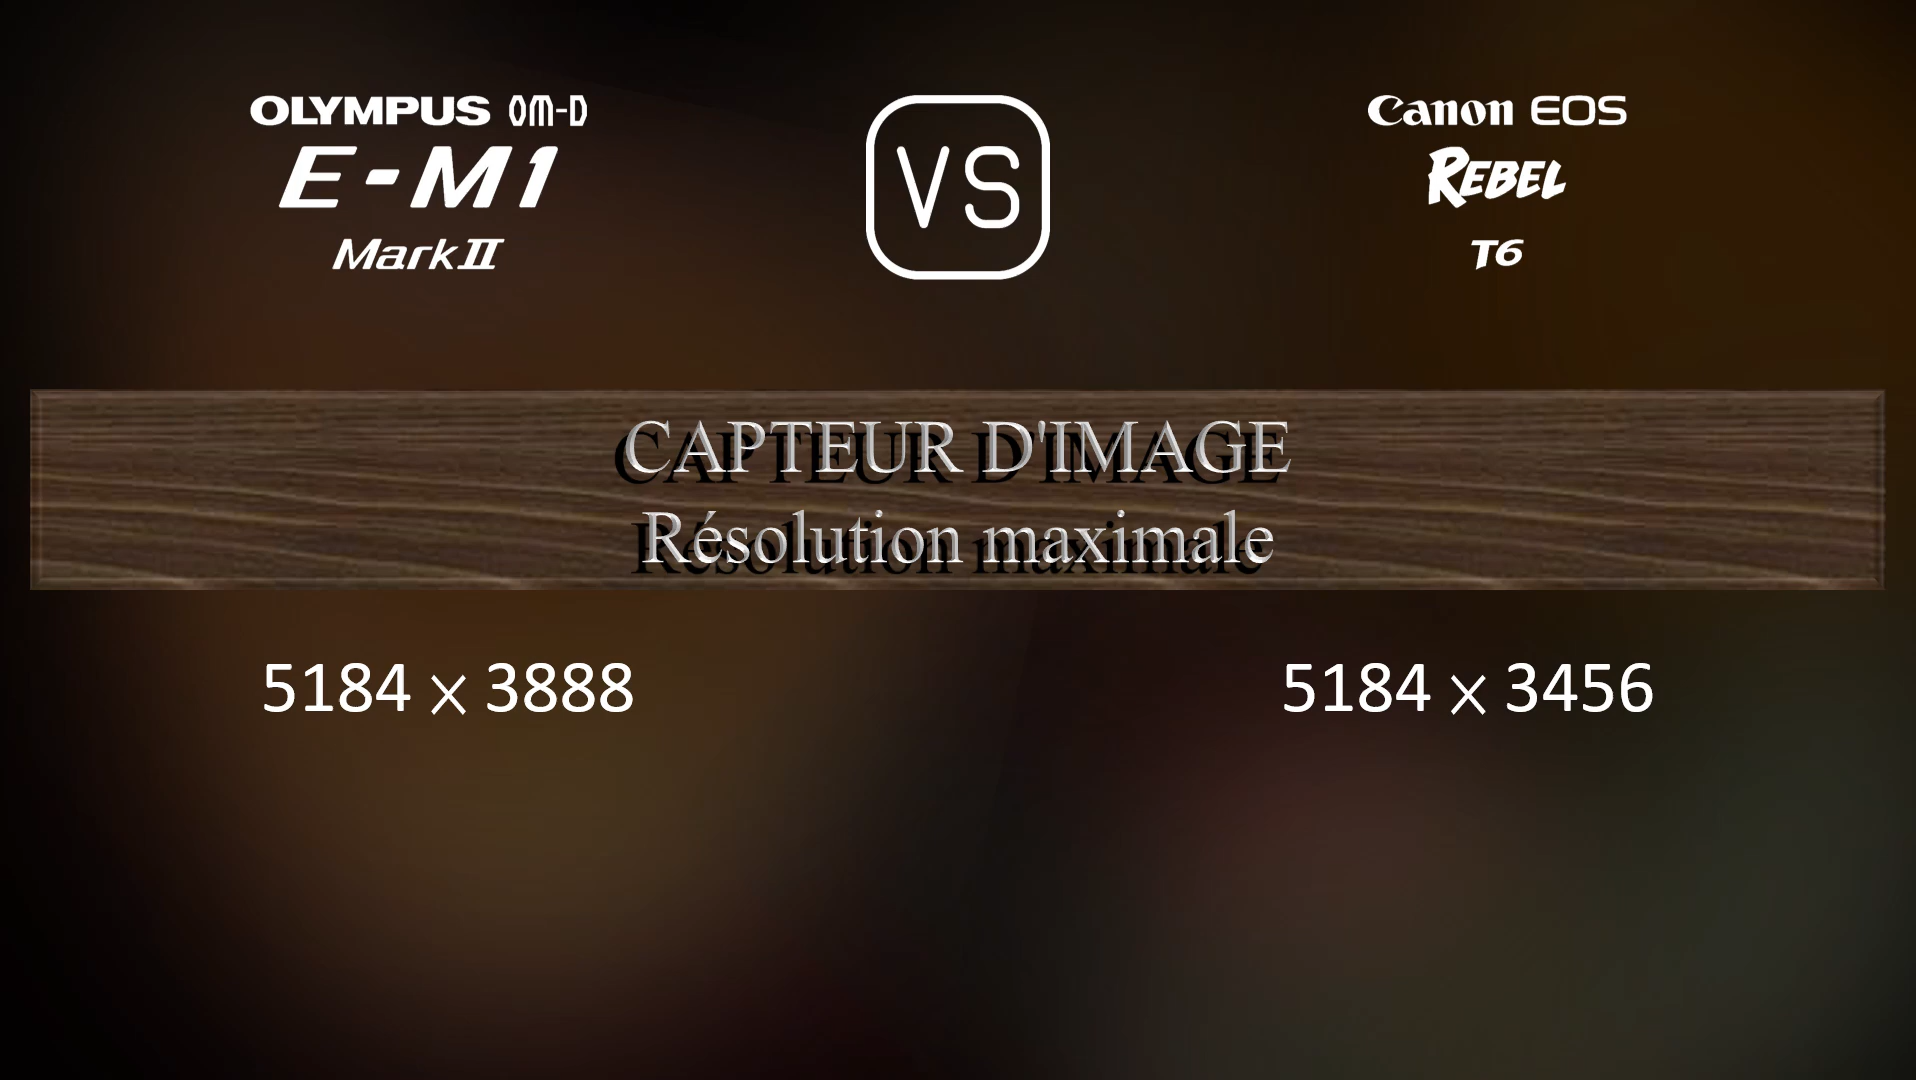 OLYMPUS OM-D
E-M1
Mark II
VS
Canon EOS
REBEL
T6
CAPTEUR D'IMAGE
Résolution maximale
5184 x 3888
5184 x 3456